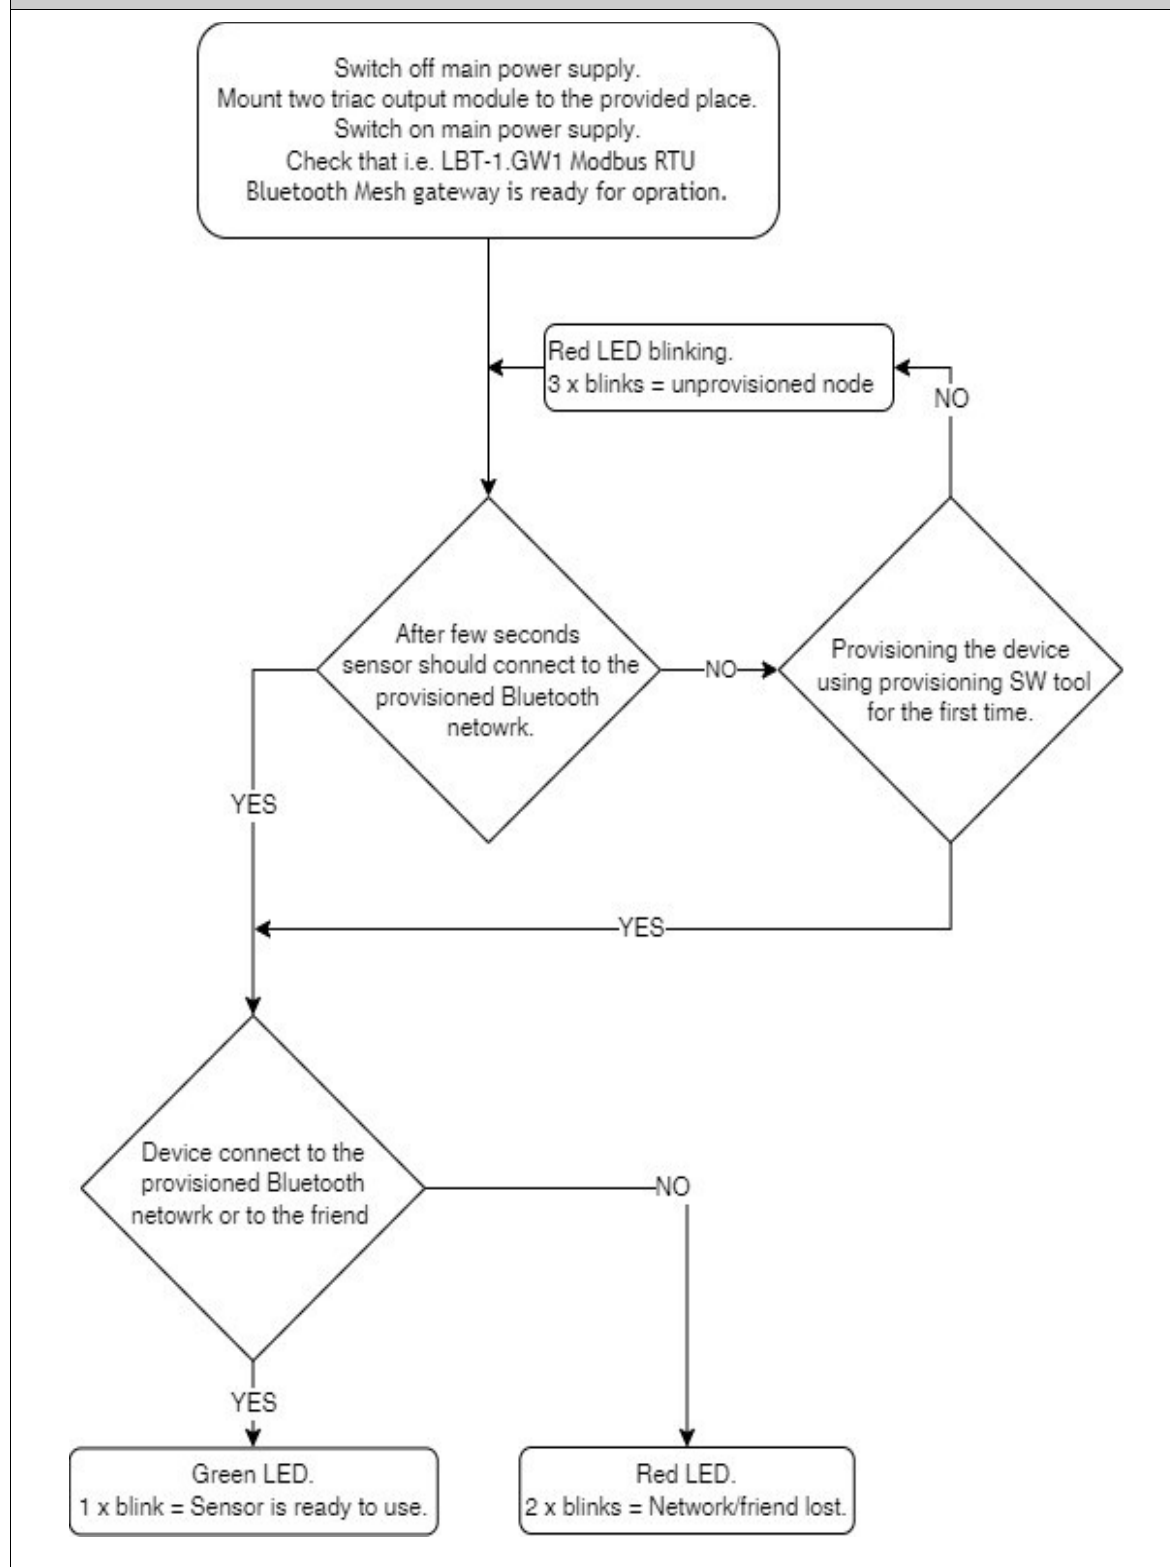 Switch off main power supply.
Mount two triac output module to the provided place.
Switch on main power supply.
Check that i.e. LBT-1.GW1 Modbus RTU
Bluetooth Mesh gateway is ready for opration.
Red LED blinking.
3 x blinks = unprovisioned node
NO
After few seconds
sensor should connect to the
provisioned Bluetooth
netowrk.
NO
Provisioning the device
using provisioning SW tool
for the first time.
YES
YES
Device connect to the
provisioned Bluetooth
netowrk or to the friend
NO
YES
Green LED.
1 x blink = Sensor is ready to use.
Red LED.
2 x blinks = Network/friend lost.